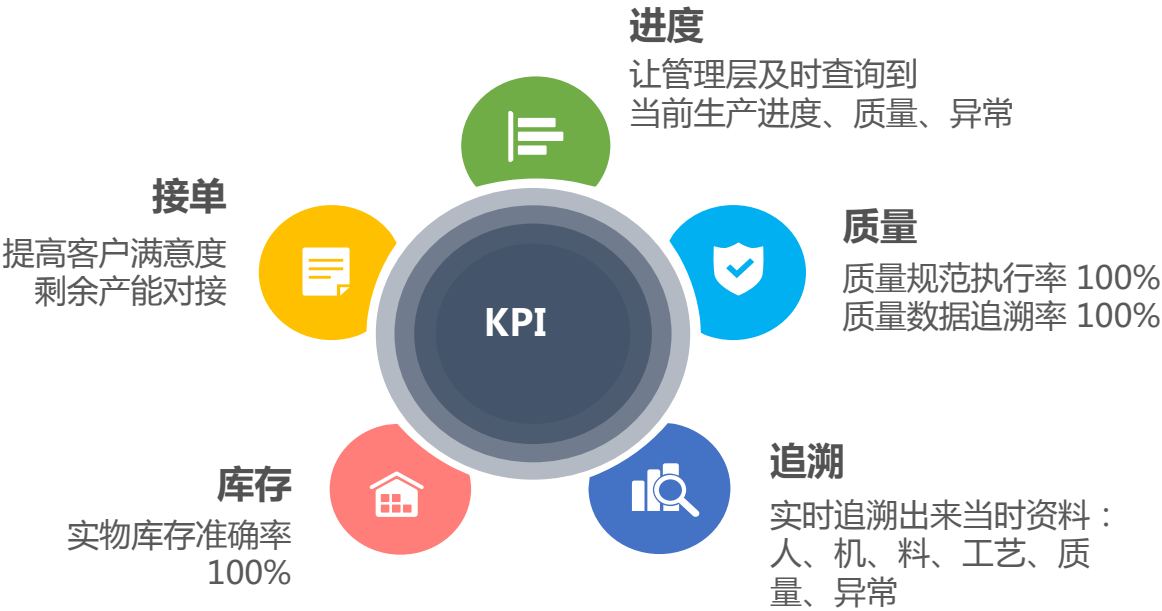 进度
让管理层及时查询到
当前生产进度、质量、异常
接单
提高客户满意度
剩余产能对接
质量
质量规范执行率 100%
质量数据追溯率 100%
KPI
库存
实物库存准确率
100%
追溯
实时追溯出来当时资料：
人、机、料、工艺、质
量、异常